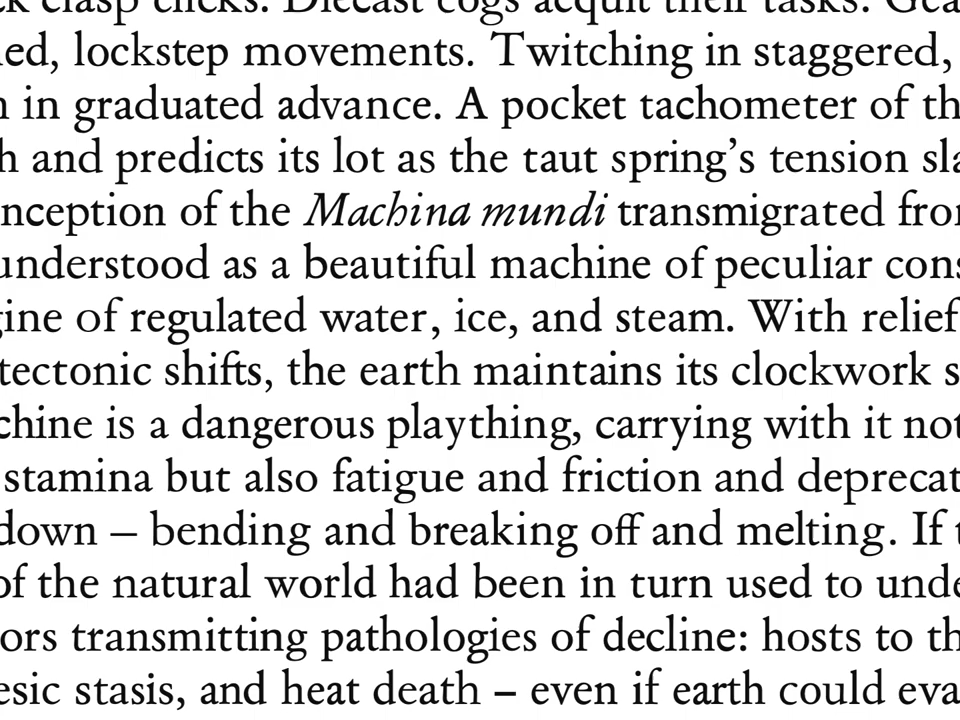 ck clasp clicks. Diecast cogs acquit their tasks. Gea
ed, lockstep movements. Twitching in staggered,
n in graduated advance. A pocket tachometer of th
h and predicts its lot as the taut spring’s tension sla
nception of the Machina mundi transmigrated fro
understood as a beautiful machine of peculiar cons
gine of regulated water, ice, and steam. With relief
tectonic shifts, the earth maintains its clockwork s
chine is a dangerous plaything, carrying with it not
stamina but also fatigue and friction and deprecat
down – bending and breaking off and melting. If t
of the natural world had been in turn used to unde
ors transmitting pathologies of decline: hosts to th
esic stasis, and heat death – even if earth could eva